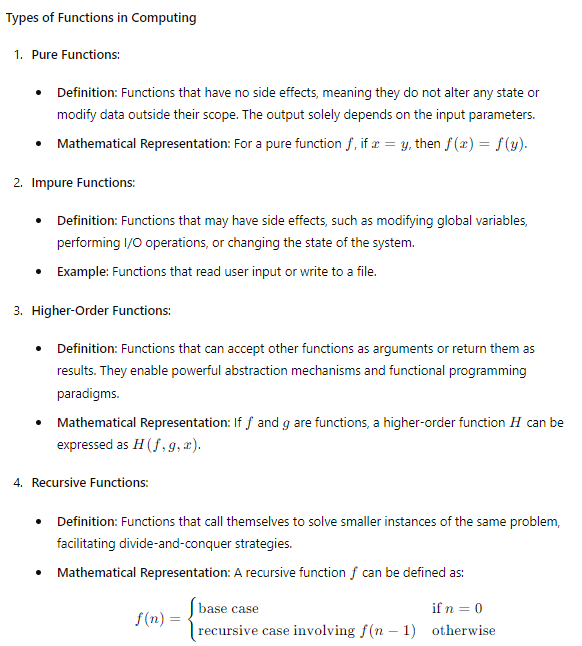 Types of Functions in Computing
1. Pure Functions:
• Definition: Functions that have no side effects, meaning they do not alter any state or
modify data outside their scope. The output solely depends on the input parameters.
• Mathematical Representation: For a pure function f, if x = y, then f(x) = f(y).
2. Impure Functions:
• Definition: Functions that may have side effects, such as modifying global variables,
performing I/O operations, or changing the state of the system.
• Example: Functions that read user input or write to a file.
3. Higher-Order Functions:
• Definition: Functions that can accept other functions as arguments or return them as
results. They enable powerful abstraction mechanisms and functional programming
paradigms.
• Mathematical Representation: If f and g are functions, a higher-order function H can be
expressed as H(f, g, x).
4. Recursive Functions:
• Definition: Functions that call themselves to solve smaller instances of the same problem,
facilitating divide-and-conquer strategies.
• Mathematical Representation: A recursive function f can be defined as:
f(n) = { base case if n = 0
recursive case involving f(n − 1) otherwise